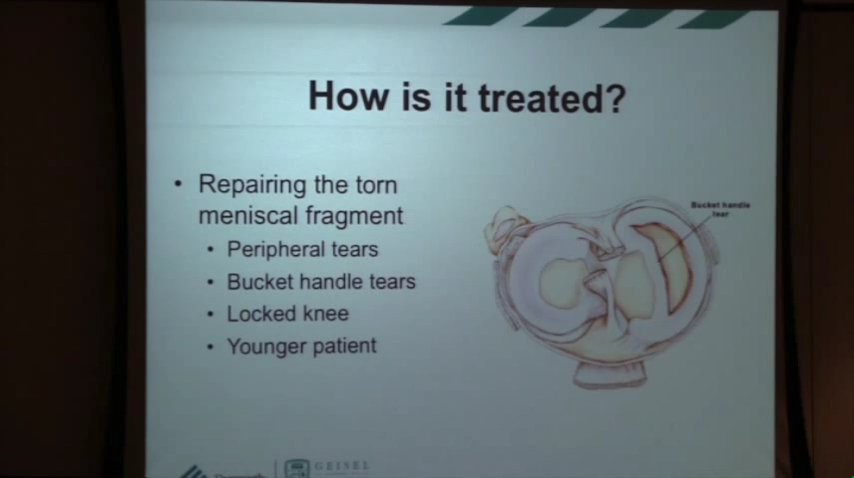 How is it treated?
• Repairing the torn
meniscal fragment
• Peripheral tears
• Bucket handle tears
• Locked knee
• Younger patient
Bucket handle
tear
GEISEL